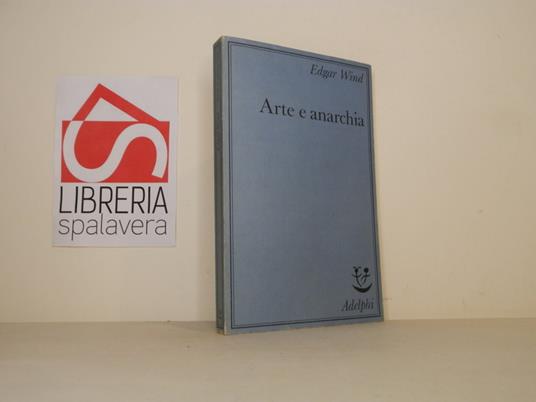 LIBRERIA
spalavera
Edgar Wind
Arte e anarchia
Adelphi